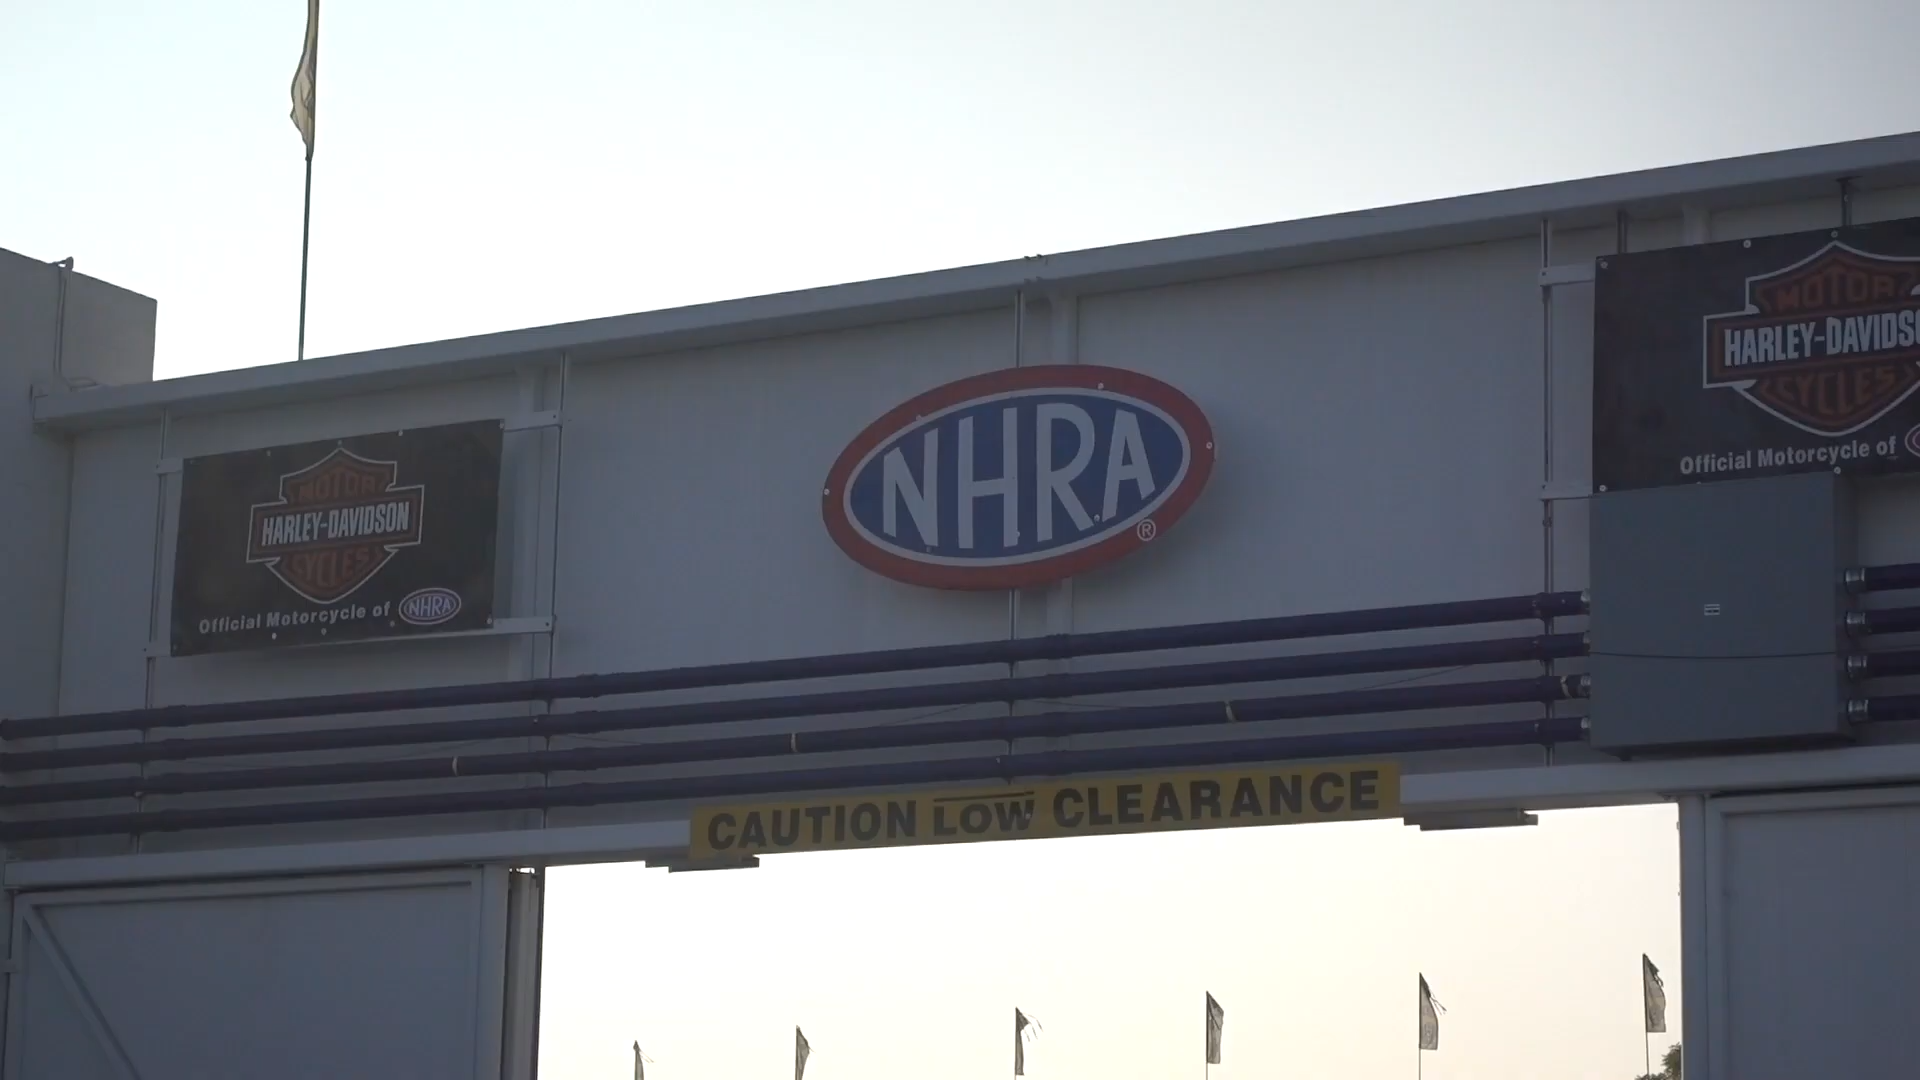 MOTOR
HARLEY-DAVIDSON
CYCLES
Official Motorcycle of NHRA
NHRA®
CAUTION LOW CLEARANCE
MOTOR
HARLEY-DAVIDSO
CYCLES
Official Motorcycle of